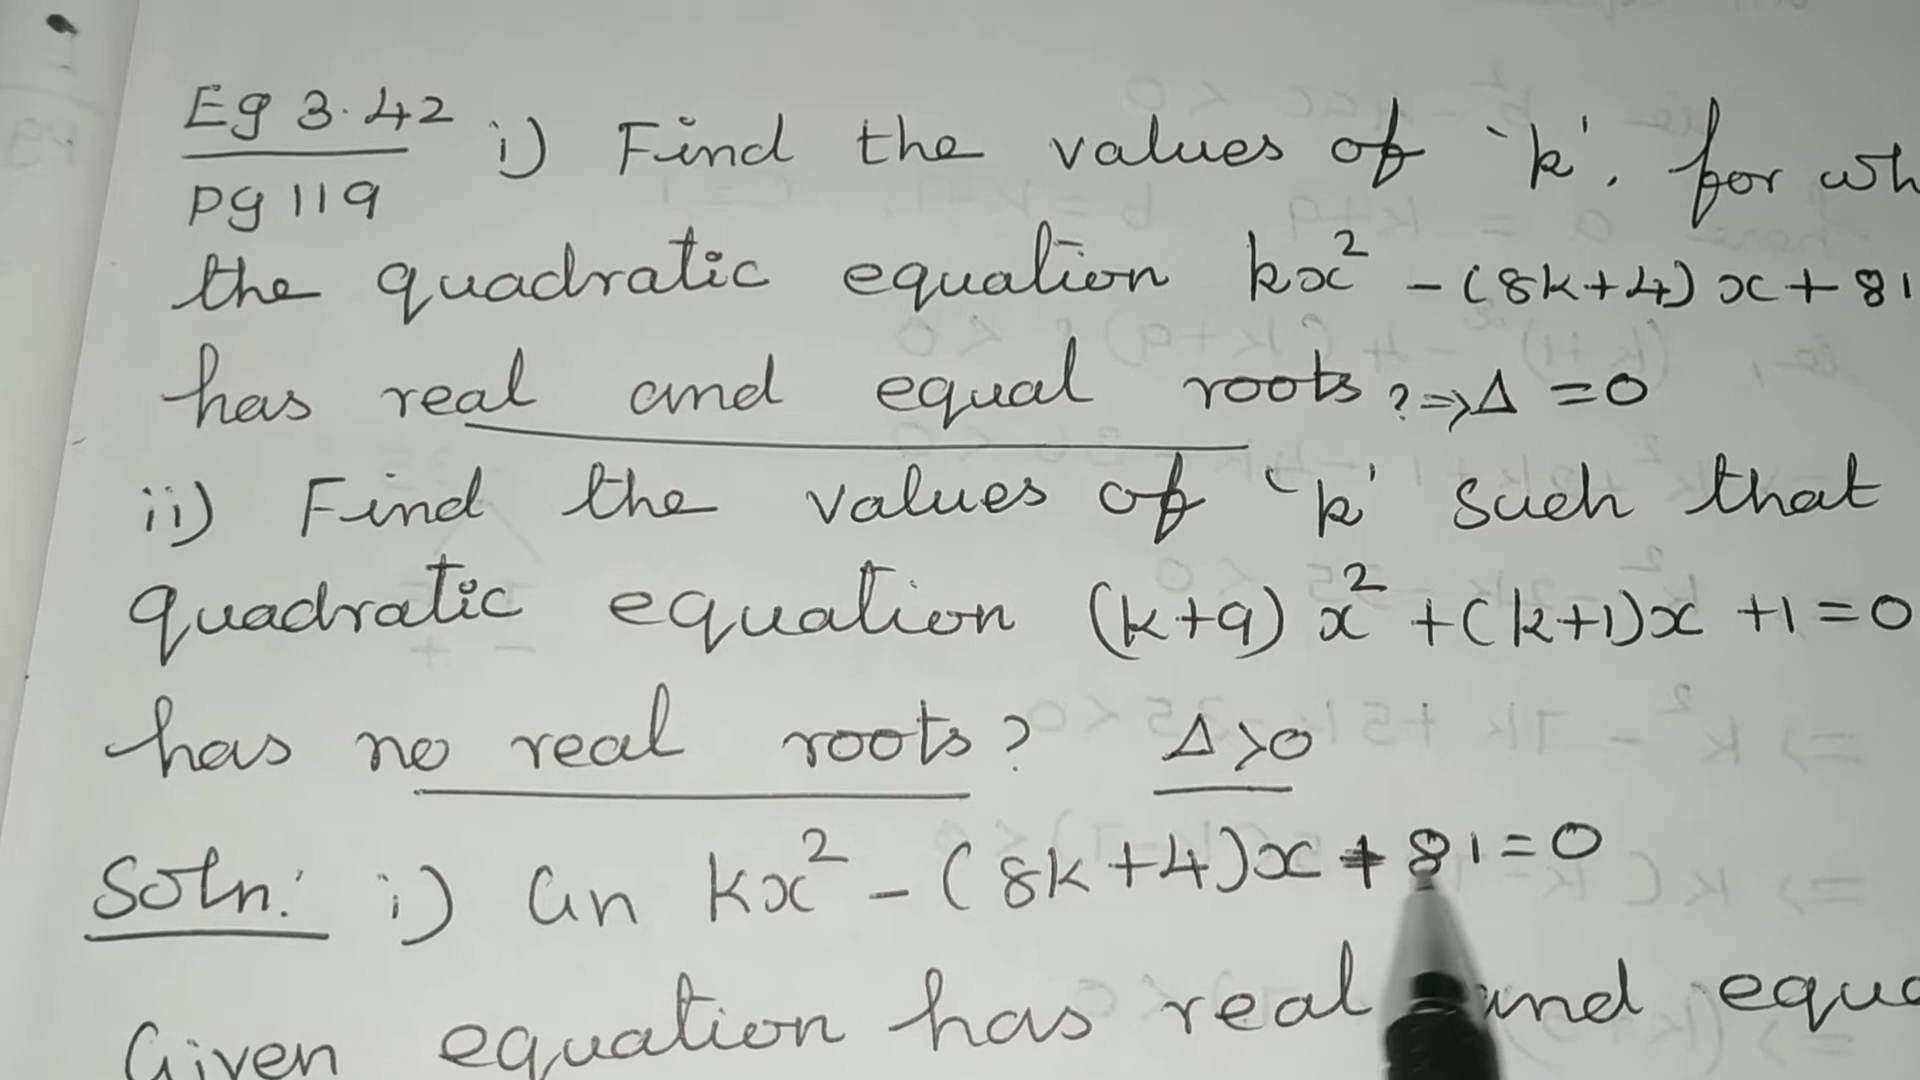 Eg 3.42
pg 119
i) Find the values of 'k'. for wh
the quadratic equation kx² - (8k+4)x + 81
has real and equal roots? ⇒ Δ = 0
ii) Find the values of 'k' such that
quadratic equation (k+9)x² + (k+1)x + 1 = 0
has no real roots? Δ>0
Soln: i) Gn kx² - (8k+4)x + 81 = 0
Given equation has real and equa